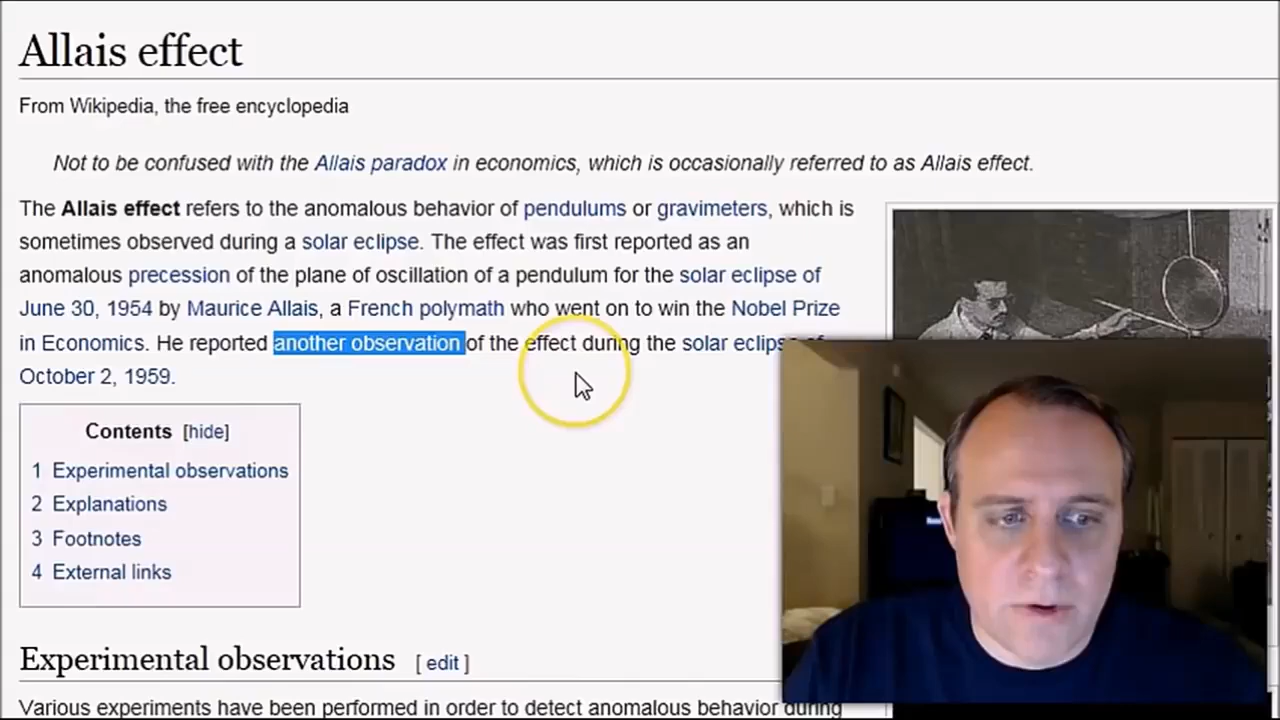 Allais effect
From Wikipedia, the free encyclopedia
Not to be confused with the Allais paradox in economics, which is occasionally referred to as Allais effect.
The Allais effect refers to the anomalous behavior of pendulums or gravimeters, which is
sometimes observed during a solar eclipse. The effect was first reported as an
anomalous precession of the plane of oscillation of a pendulum for the solar eclipse of
June 30, 1954 by Maurice Allais, a French polymath who went on to win the Nobel Prize
in Economics. He reported another observation of the effect during the solar eclipse of
October 2, 1959.
Contents [hide]
1 Experimental observations
2 Explanations
3 Footnotes
4 External links
Experimental observations [ edit ]
Various experiments have been performed in order to detect anomalous behavior during